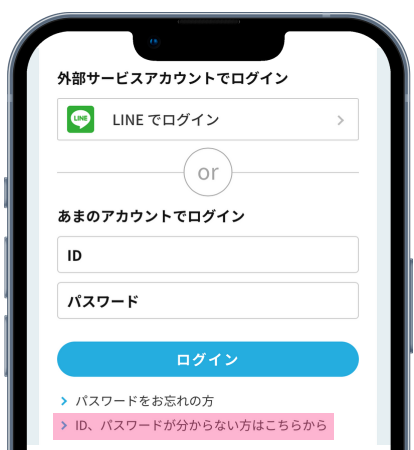 外部サービスアカウントでログイン
LINE
LINE でログイン
or
あまのアカウントでログイン
ID
パスワード
ログイン
パスワードをお忘れの方
ID、パスワードが分からない方はこちらから